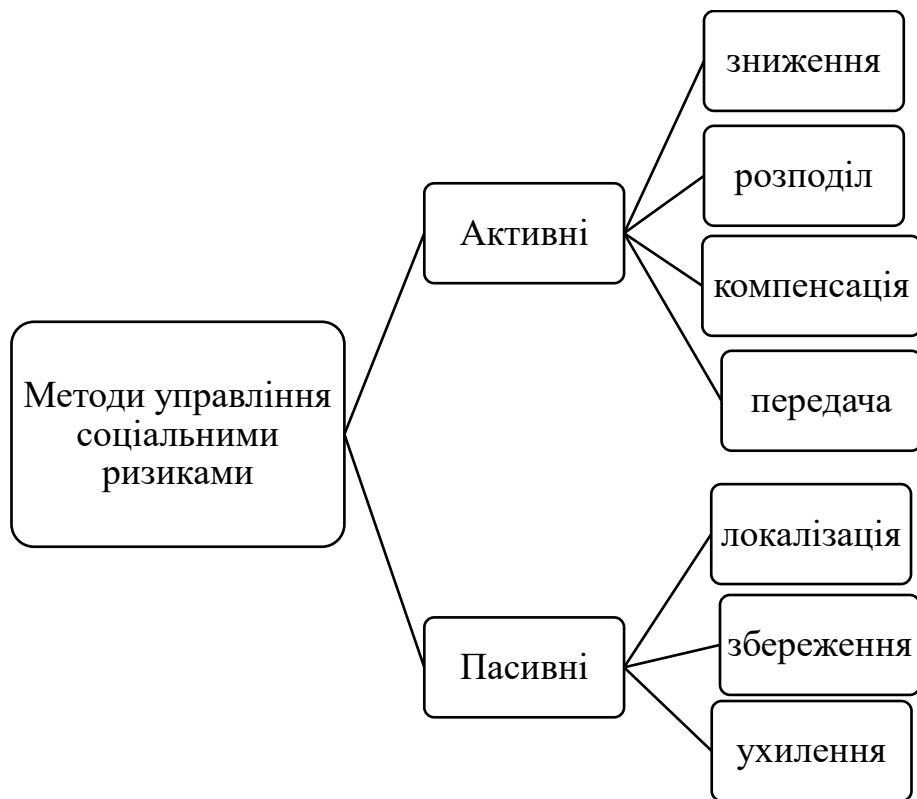 Методи управління
соціальними
ризиками
Активні
зниження
розподіл
компенсація
передача
Пасивні
локалізація
збереження
ухилення